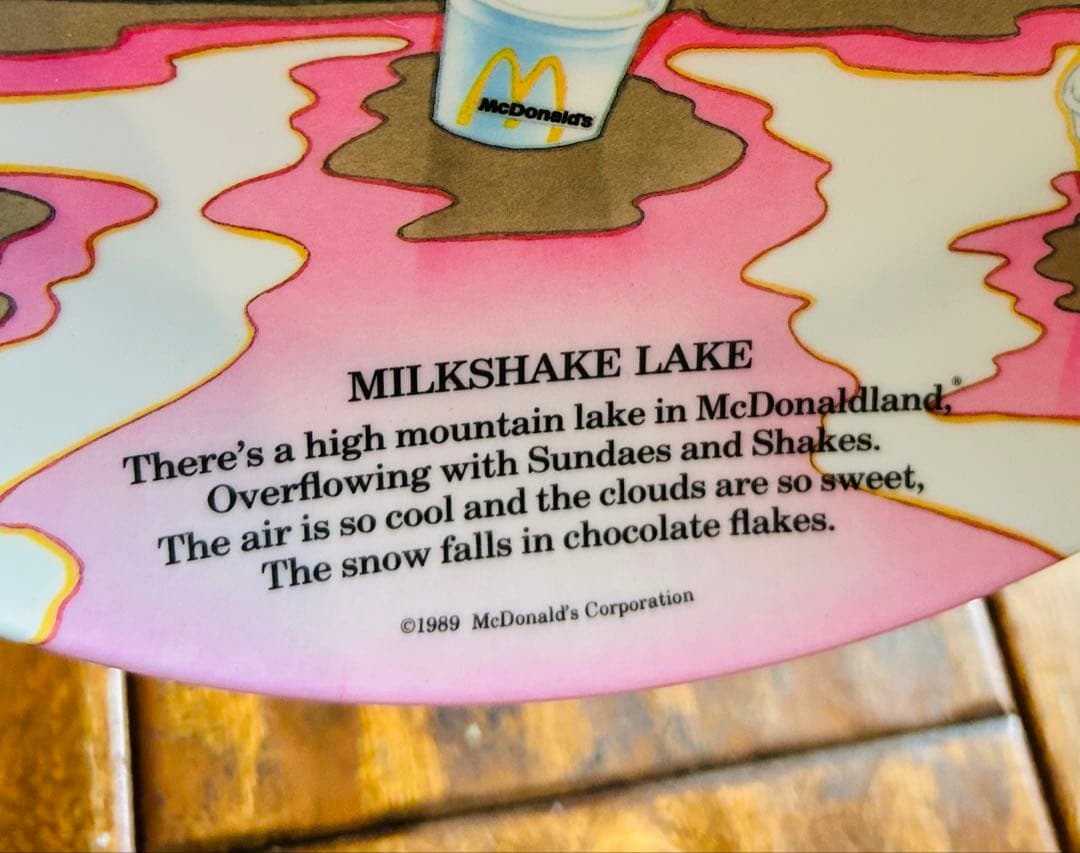 McDonald's
MILKSHAKE LAKE
There's a high mountain lake in McDonaldland,®
Overflowing with Sundaes and Shakes.
The air is so cool and the clouds are so sweet,
The snow falls in chocolate flakes.
©1989 McDonald's Corporation